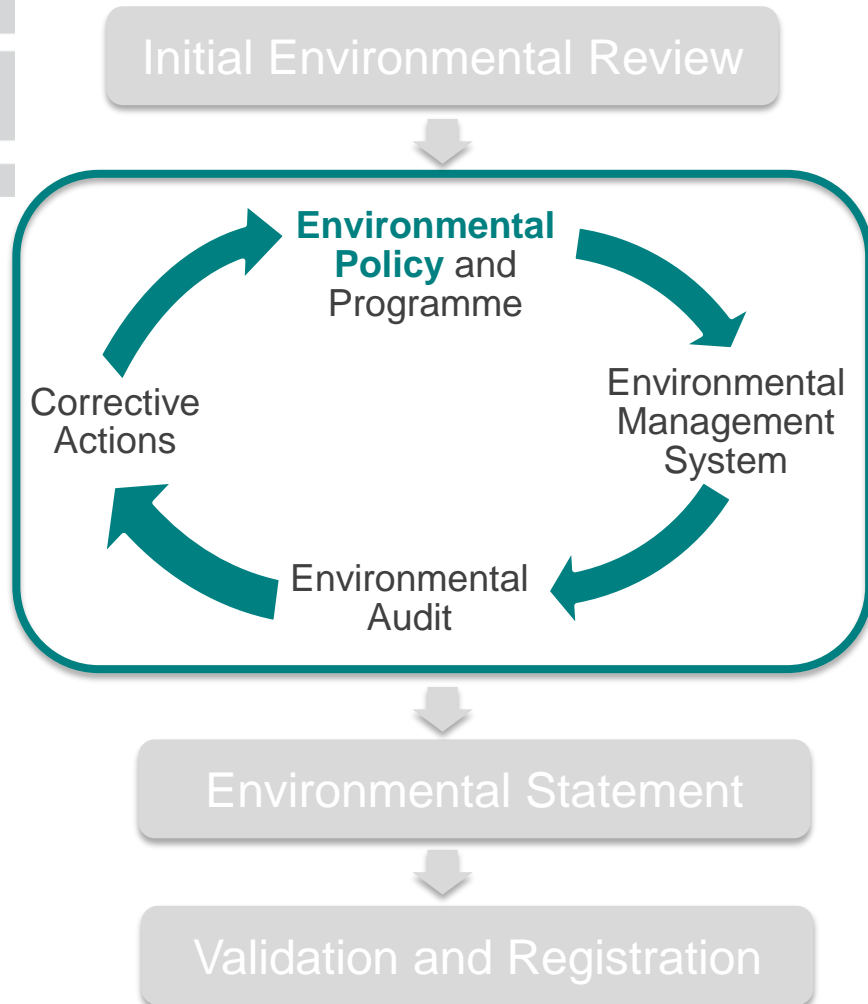 Initial Environmental Review
Environmental
Policy and
Programme
Environmental
Management
System
Environmental
Audit
Corrective
Actions
Environmental Statement
Validation and Registration